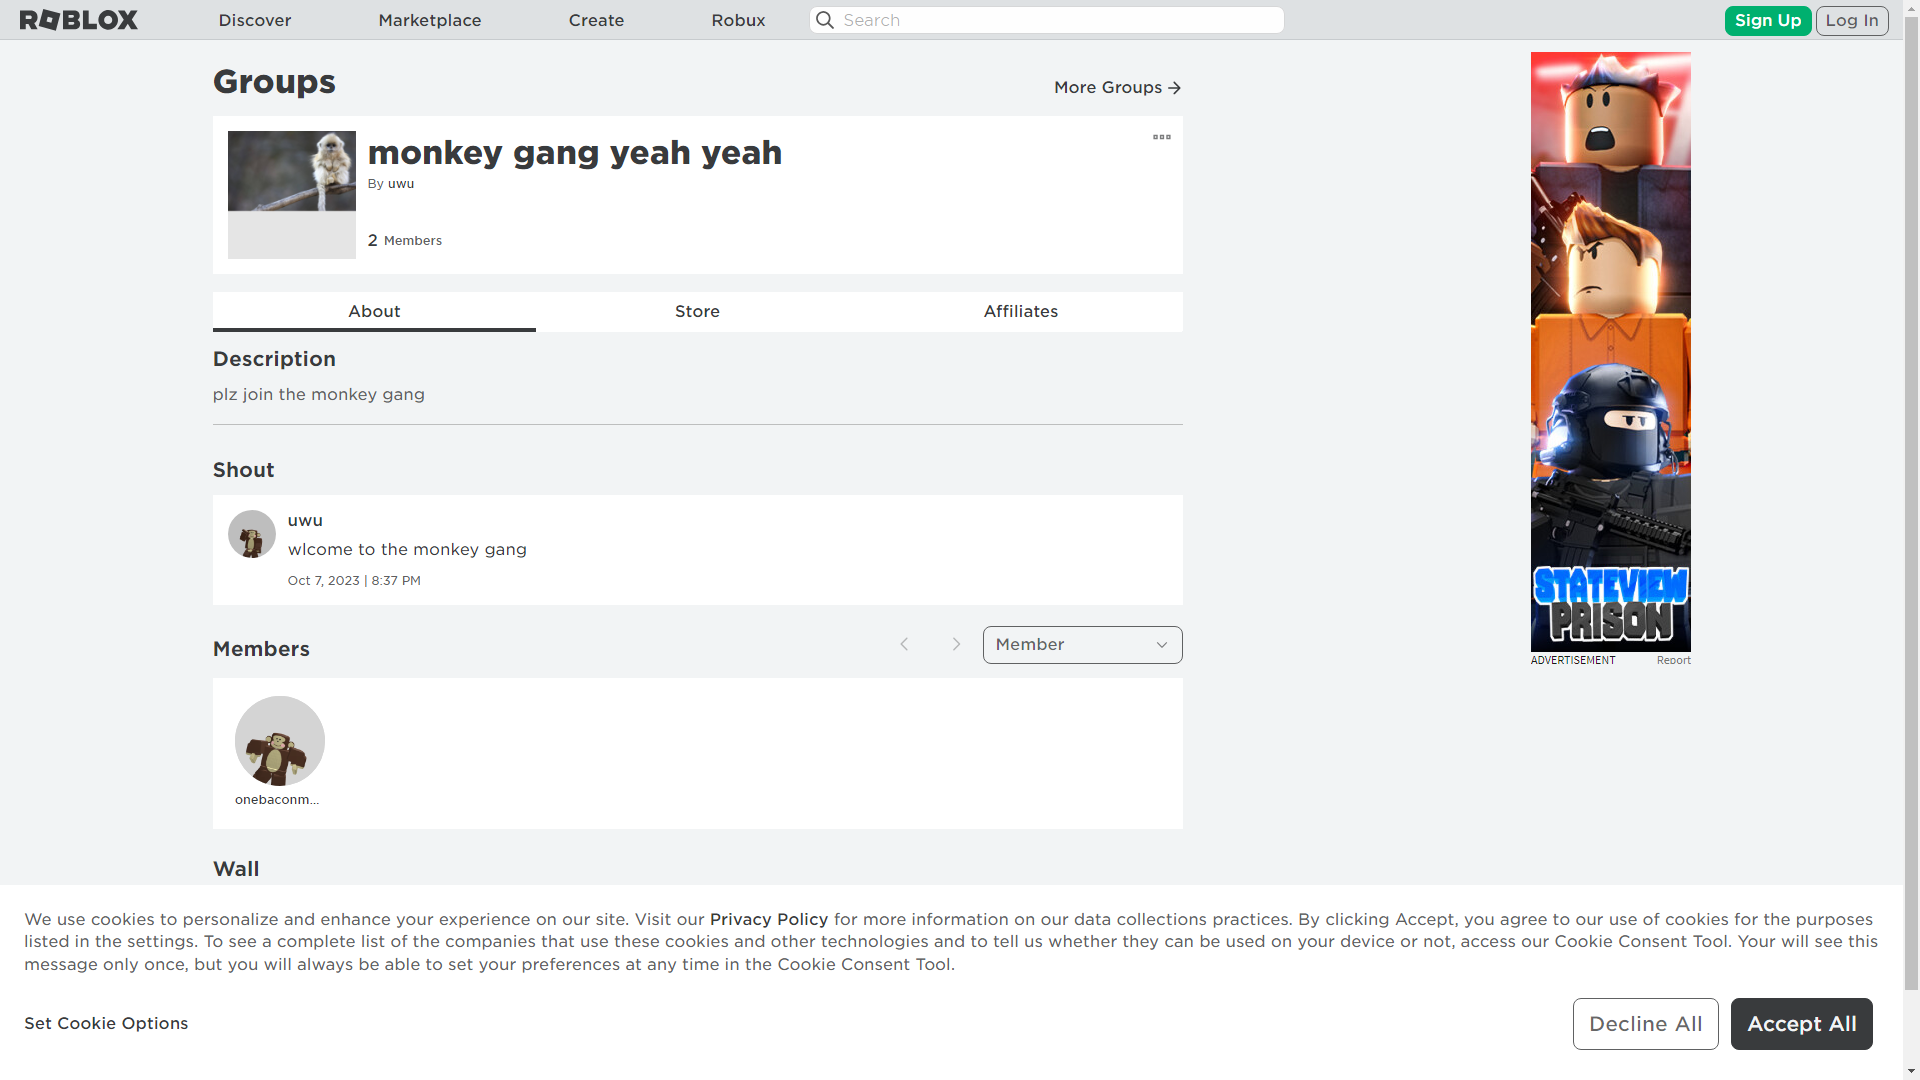 ROBLOX
Discover
Marketplace
Create
Robux
Search
Sign Up
Log In
Groups
More Groups
monkey gang yeah yeah
By uwu
2 Members
About
Store
Affiliates
Description
plz join the monkey gang
Shout
uwu
wlcome to the monkey gang
Oct 7, 2023 | 8:37 PM
Members
Member
onebaconm...
Wall
STATEVIEW
PRISON
ADVERTISEMENT
Report
We use cookies to personalize and enhance your experience on our site. Visit our Privacy Policy for more information on our data collections practices. By clicking Accept, you agree to our use of cookies for the purposes
listed in the settings. To see a complete list of the companies that use these cookies and other technologies and to tell us whether they can be used on your device or not, access our Cookie Consent Tool. Your will see this
message only once, but you will always be able to set your preferences at any time in the Cookie Consent Tool.
Set Cookie Options
Decline All
Accept All